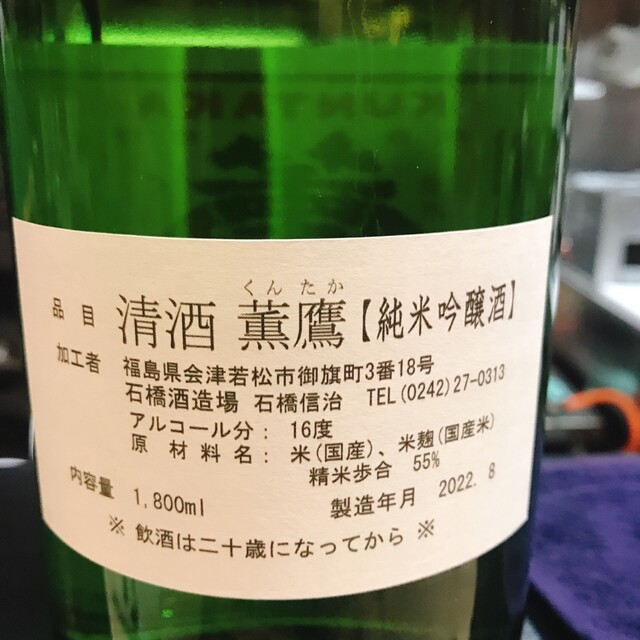 KUNTAKA
くんたか
品目 清酒 薫鷹【純米吟醸酒】
加工者 福島県会津若松市御旗町3番18号
石橋酒造場 石橋信治 TEL(0242)27-0313
アルコール分: 16度
原材料名: 米(国産)、米麹(国産米)
精米歩合 55%
内容量 1,800ml 製造年月 2022. 8
※ 飲酒は二十歳になってから ※